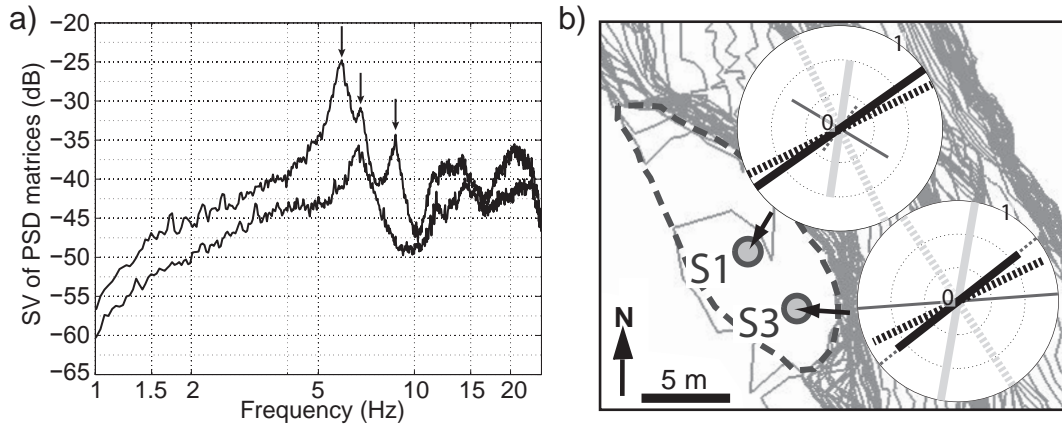 a)
SV of PSD matrices (dB)
−20
−25
−30
−35
−40
−45
−50
−55
−60
−65
1 1.5 2 5 10 15 20
Frequency (Hz)
b)
1
0
S1
1
0
S3
N
5 m